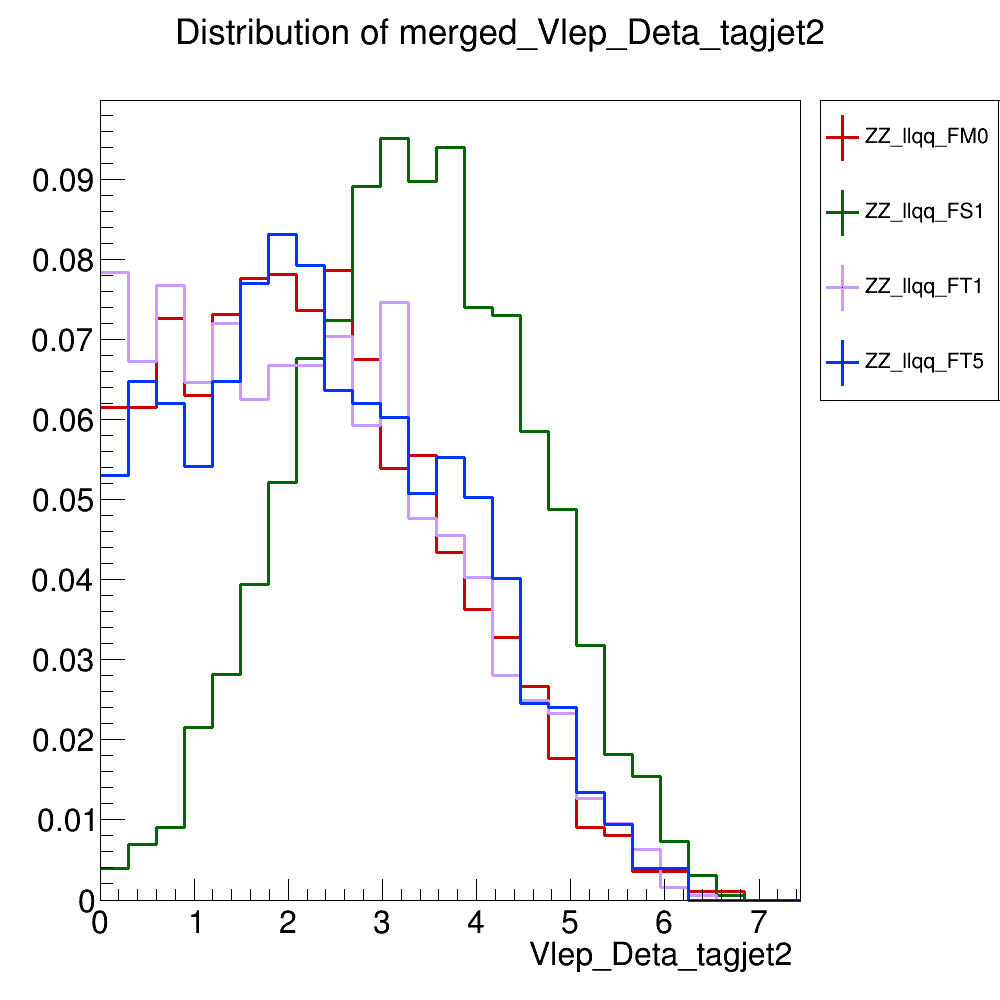 Distribution of merged_Vlep_Deta_tagjet2
ZZ_llqq_FM0
ZZ_llqq_FS1
ZZ_llqq_FT1
ZZ_llqq_FT5
0.09
0.08
0.07
0.06
0.05
0.04
0.03
0.02
0.01
0
0 1 2 3 4 5 6 7
Vlep_Deta_tagjet2